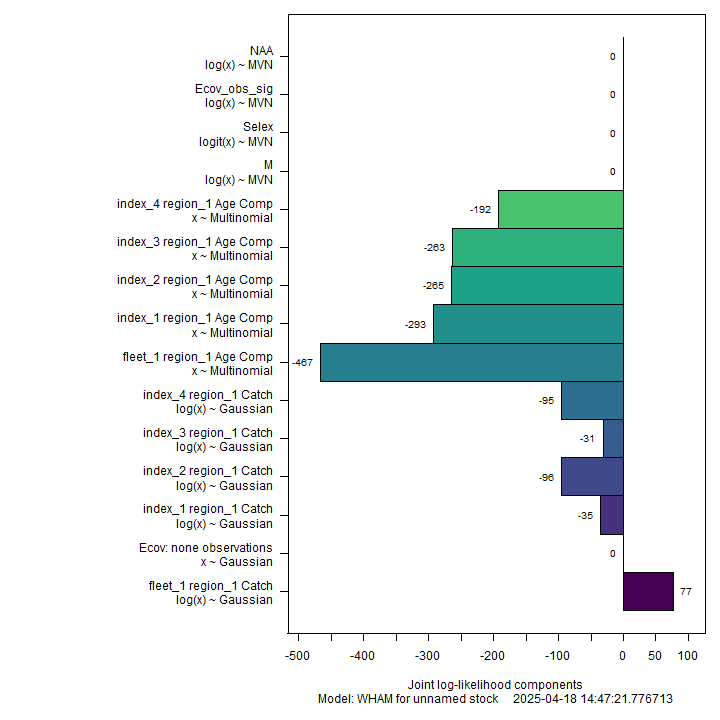 NAA
log(x) ~ MVN
0
Ecov_obs_sig
log(x) ~ MVN
0
Selex
logit(x) ~ MVN
0
M
log(x) ~ MVN
0
index_4 region_1 Age Comp
x ~ Multinomial
-192
index_3 region_1 Age Comp
x ~ Multinomial
-263
index_2 region_1 Age Comp
x ~ Multinomial
-265
index_1 region_1 Age Comp
x ~ Multinomial
-293
fleet_1 region_1 Age Comp
x ~ Multinomial
-467
index_4 region_1 Catch
log(x) ~ Gaussian
-95
index_3 region_1 Catch
log(x) ~ Gaussian
-31
index_2 region_1 Catch
log(x) ~ Gaussian
-96
index_1 region_1 Catch
log(x) ~ Gaussian
-35
Ecov: none observations
x ~ Gaussian
0
fleet_1 region_1 Catch
log(x) ~ Gaussian
77
-500 -400 -300 -200 -100 0 50 100
Joint log-likelihood components
Model: WHAM for unnamed stock 2025-04-18 14:47:21.776713